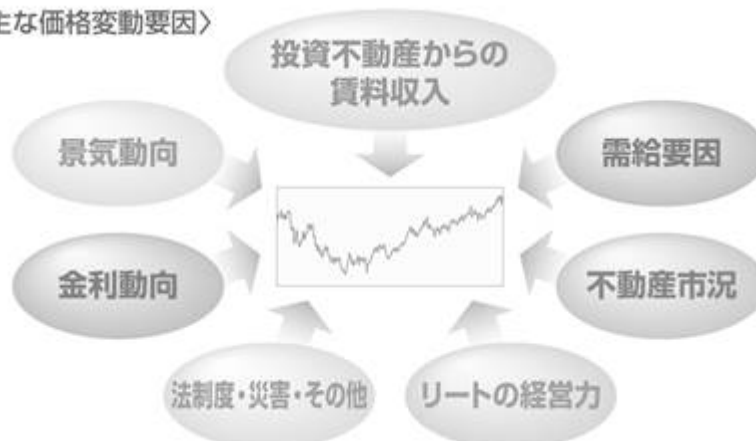 主な価格変動要因〉
投資不動産からの
賃料収入
景気動向
需給要因
金利動向
不動産市況
法制度・災害・その他
リートの経営力